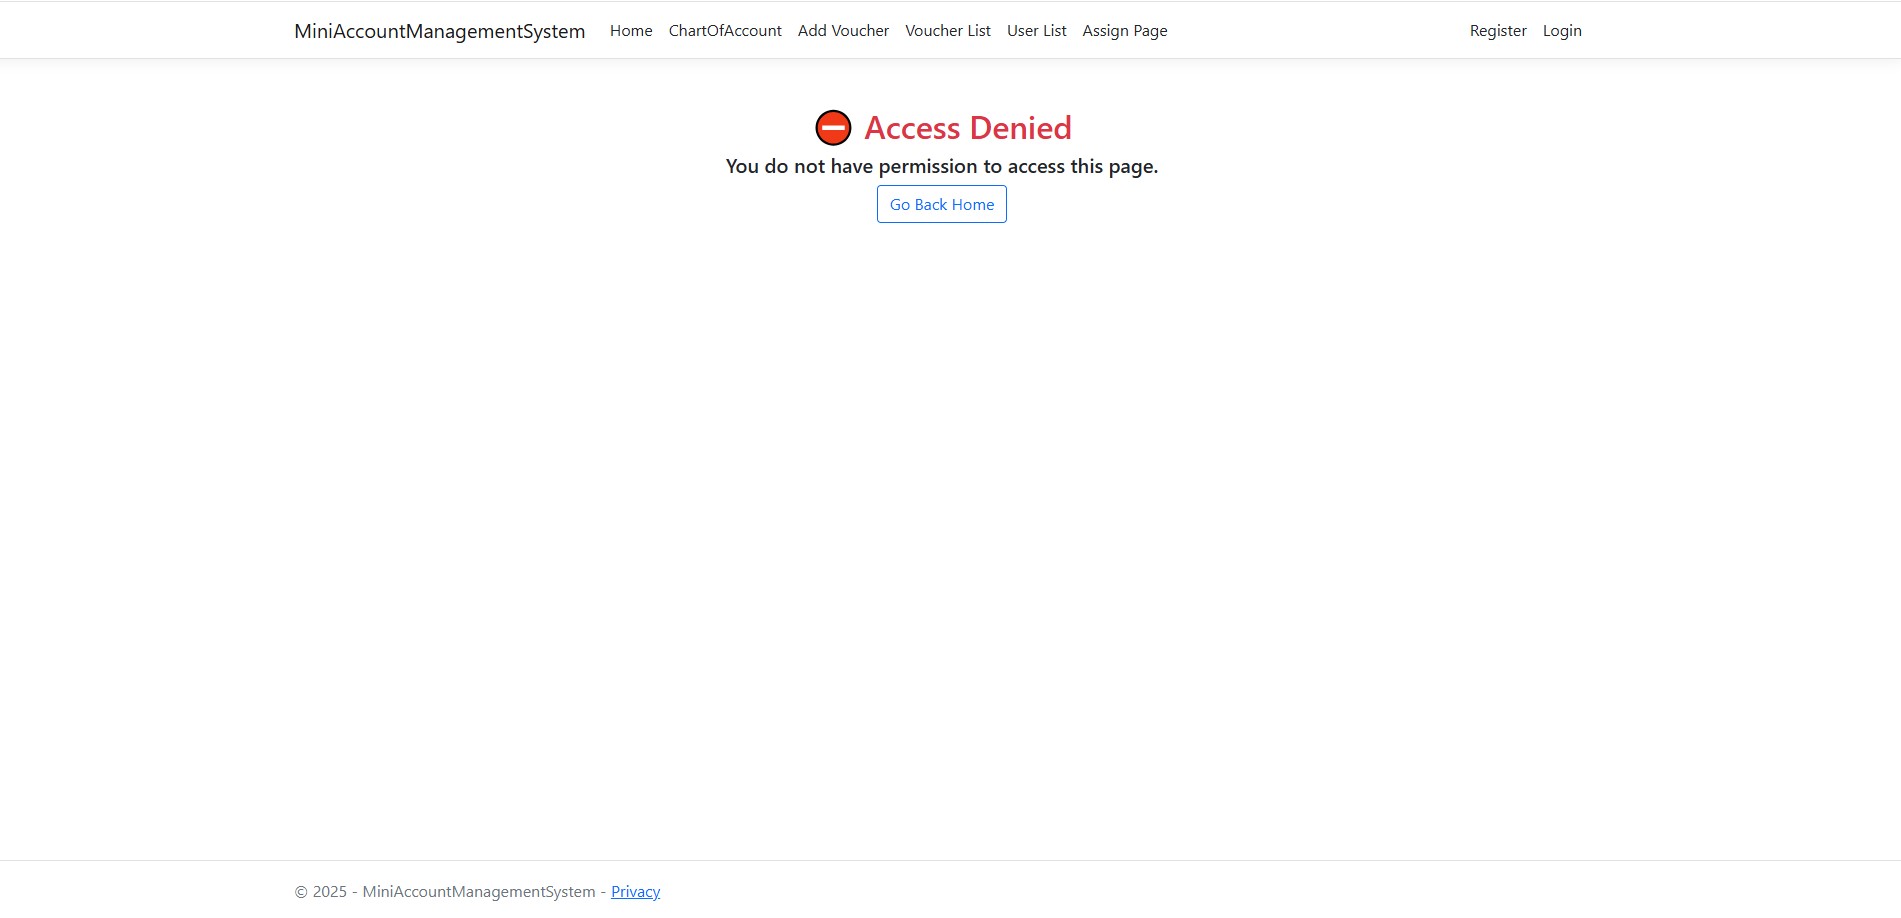 MiniAccountManagementSystem Home ChartOfAccount Add Voucher Voucher List User List Assign Page Register Login
⛔ Access Denied
You do not have permission to access this page.
Go Back Home
© 2025 - MiniAccountManagementSystem - Privacy